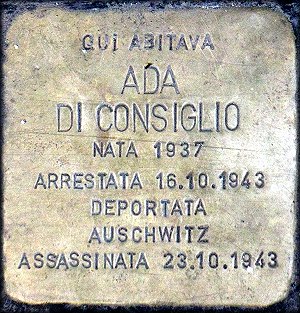 QUI ABITAVA
ADA
DI CONSIGLIO
NATA 1937
ARRESTATA 16.10.1943
DEPORTATA
AUSCHWITZ
ASSASSINATA 23.10.1943